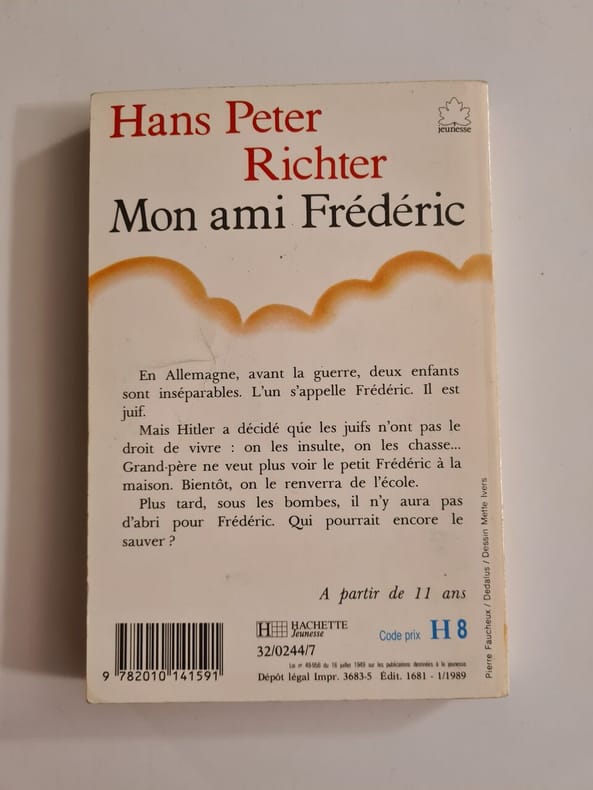 Hans Peter
Richter
Mon ami Frédéric
jeunesse
En Allemagne, avant la guerre, deux enfants
sont inséparables. L'un s'appelle Frédéric. Il est
juif.
Mais Hitler a décidé que les juifs n'ont pas le
droit de vivre : on les insulte, on les chasse...
Grand-père ne veut plus voir le petit Frédéric à la
maison. Bientôt, on le renverra de l'école.
Plus tard, sous les bombes, il n'y aura pas
d'abri pour Frédéric. Qui pourrait encore le
sauver ?
A partir de 11 ans
Pierre Faucheux / Dedalus / Dessin Mette Ivers
H HACHETTE
Jeunesse
Code prix H 8
32/0244/7
Loi n° 49-956 du 16 juillet 1949 sur les publications destinées à la jeunesse
Dépôt légal Impr. 3683-5 Édit. 1681 - 1/1989
9 782010 141591